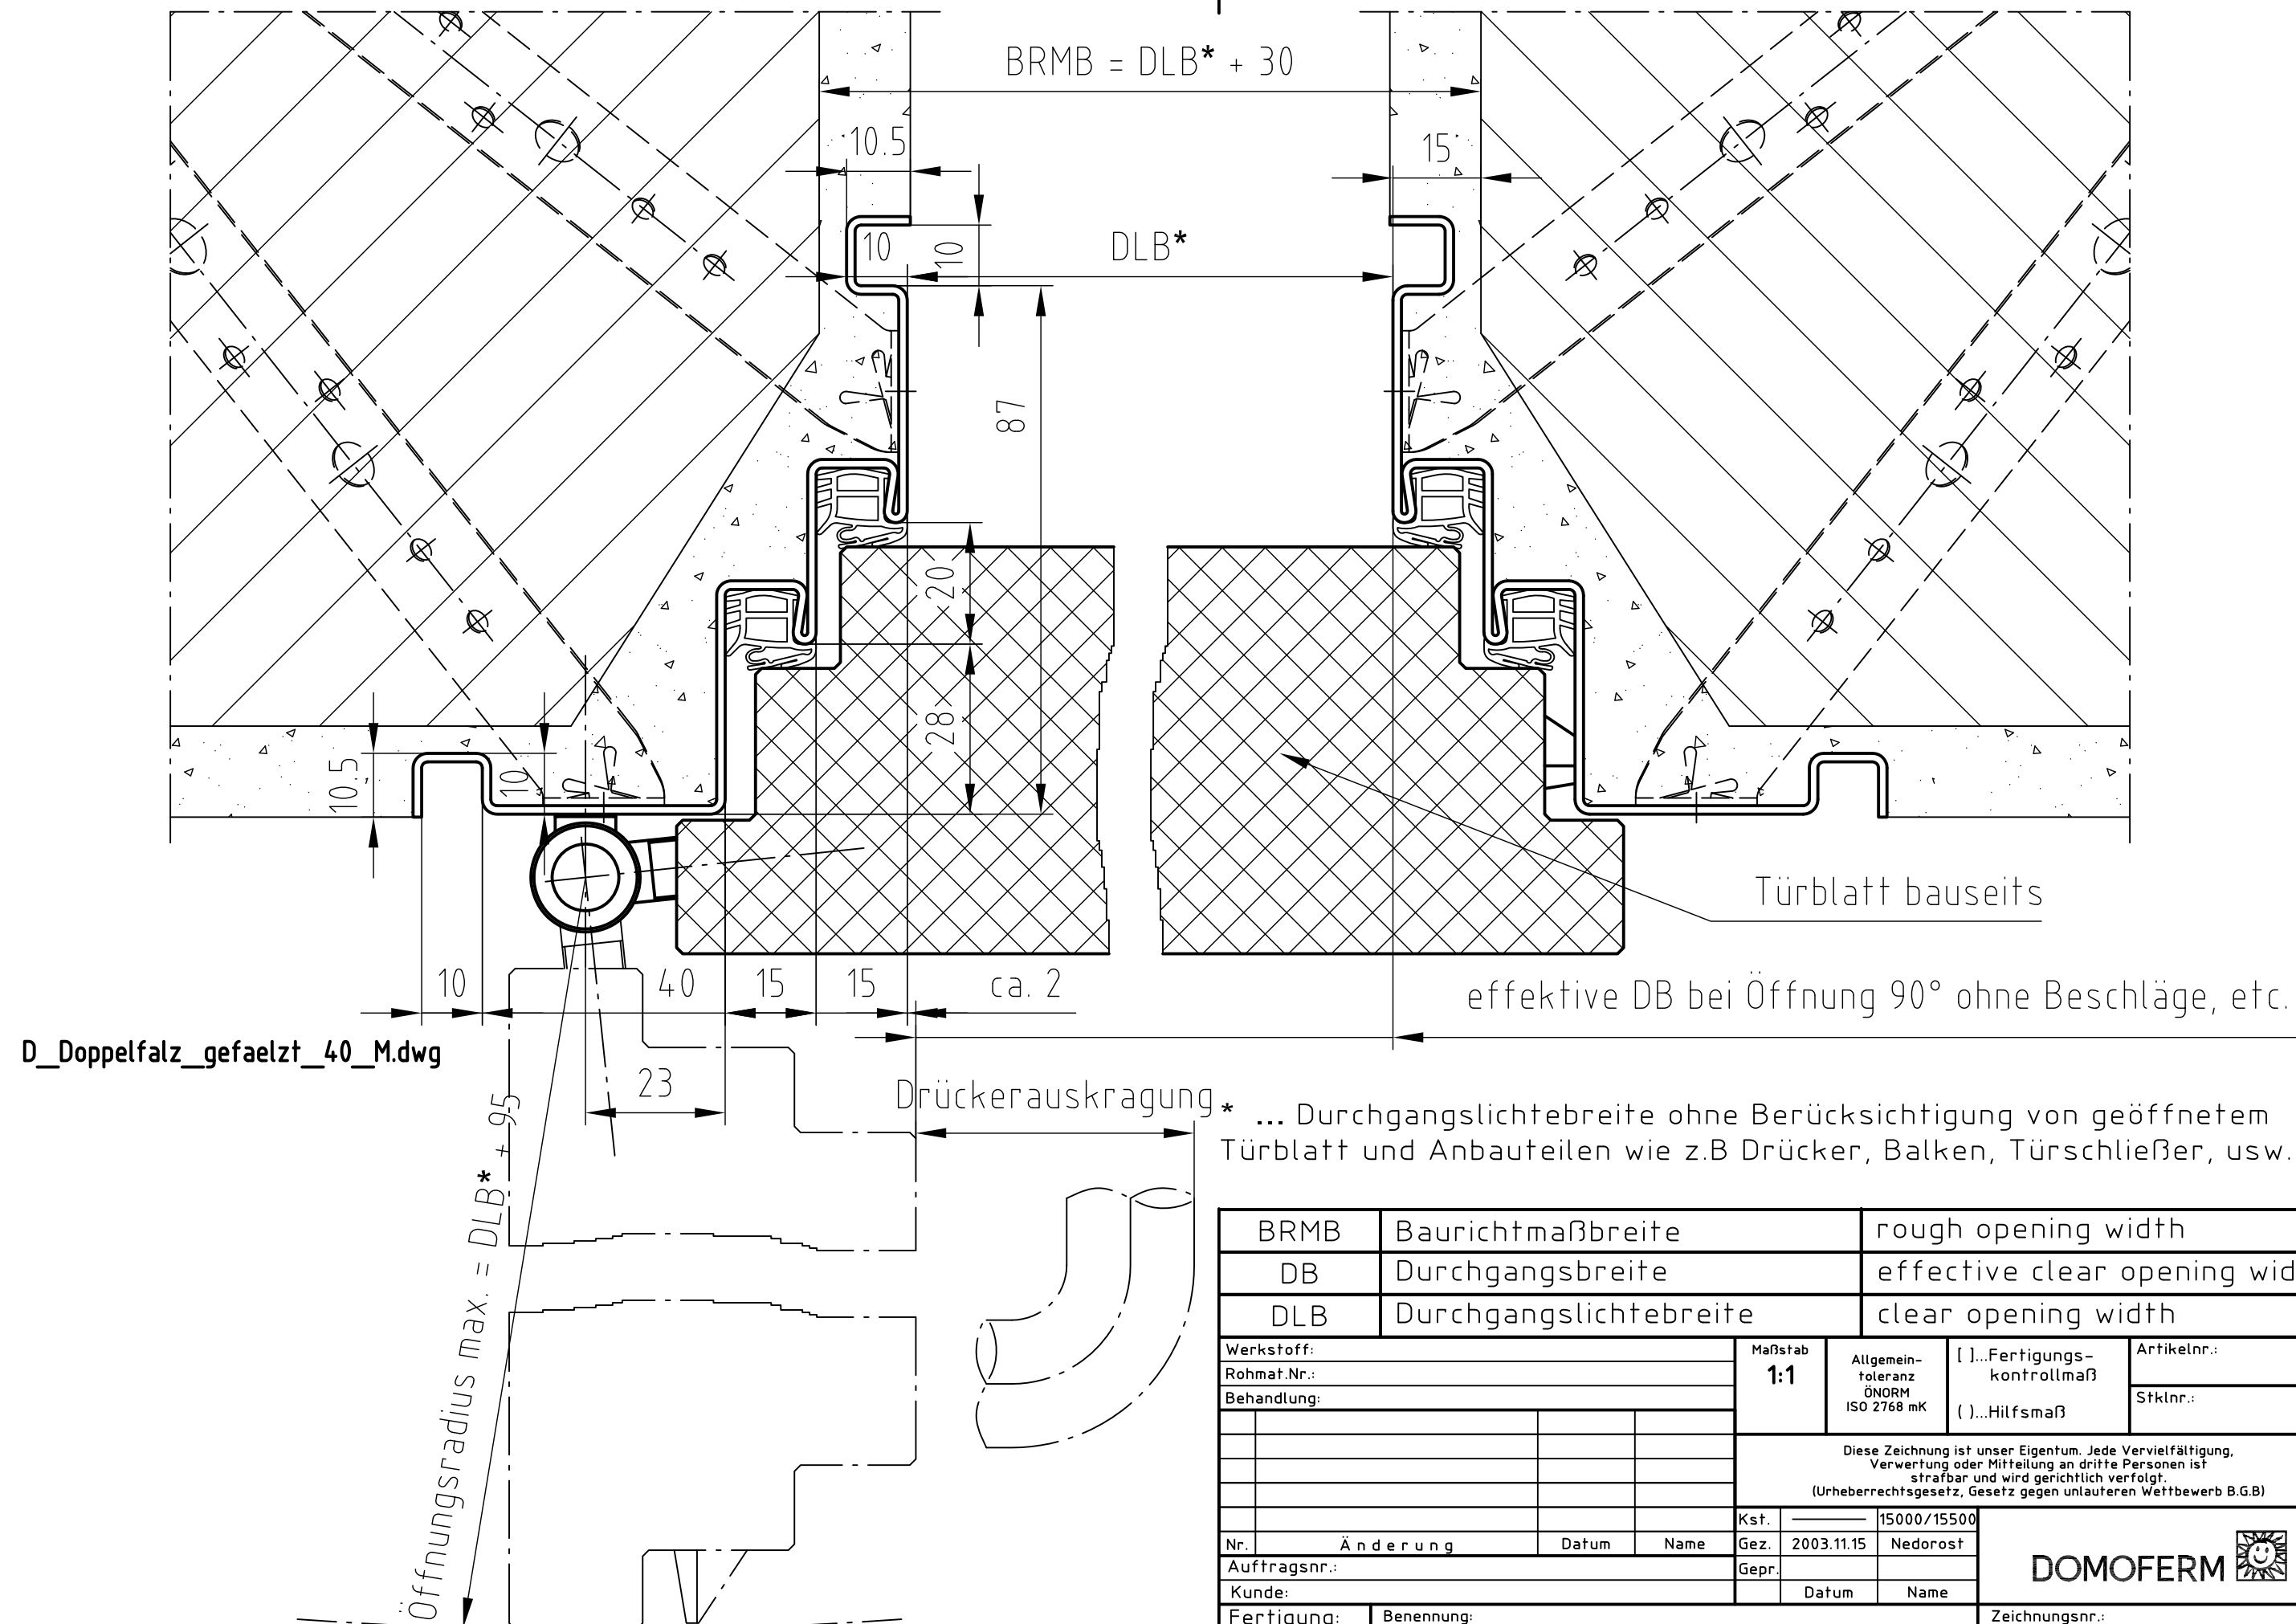 BRMB = DLB* + 30
10.5
15
10
10
DLB*
87
20
28
10.5
10
Türblatt bauseits
10
40
15
15
ca. 2
effektive DB bei Öffnung 90° ohne Beschläge, etc.
D_Doppelfalz_gefaelzt_40_M.dwg
23
Drückerauskragung
Öffnungsradius max. = DLB* + 95
* ... Durchgangslichtebreite ohne Berücksichtigung von geöffnetem
Türblatt und Anbauteilen wie z.B Drücker, Balken, Türschließer, usw.
BRMB Baurichtmaßbreite rough opening width
DB Durchgangsbreite effective clear opening wid
DLB Durchgangslichtebreite clear opening width
Werkstoff:
Rohmat.Nr.:
Behandlung:
Maßstab
1:1
Allgemein-
toleranz
ÖNORM
ISO 2768 mK
[ ]...Fertigungs-
kontrollmaß
( )...Hilfsmaß
Artikelnr.:
Stklnr.:
Diese Zeichnung ist unser Eigentum. Jede Vervielfältigung,
Verwertung oder Mitteilung an dritte Personen ist
strafbar und wird gerichtlich verfolgt.
(Urheberrechtsgesetz, Gesetz gegen unlauteren Wettbewerb B.G.B)
Nr. Änderung Datum Name
Kst. 15000/15500
Gez. 2003.11.15 Nedorost
Gepr.
Datum Name
DOMOFERM
Auftragsnr.:
Kunde:
Fertigung:
Benennung:
Zeichnungsnr.: